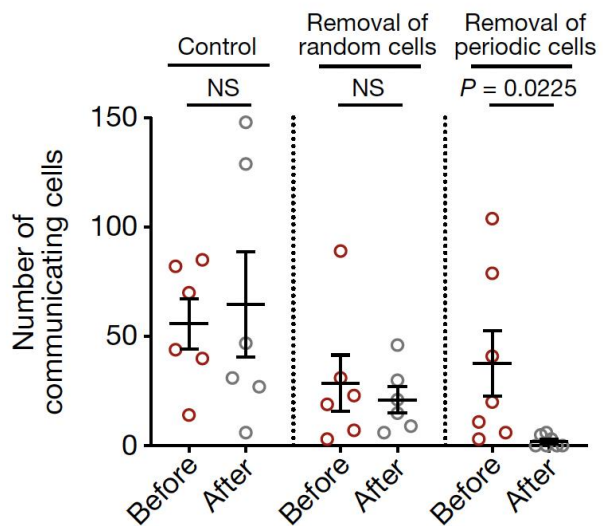 Control
Removal of
random cells
Removal of
periodic cells
NS
NS
P = 0.0225
Number of
communicating cells
150
100
50
0
Before
After
Before
After
Before
After